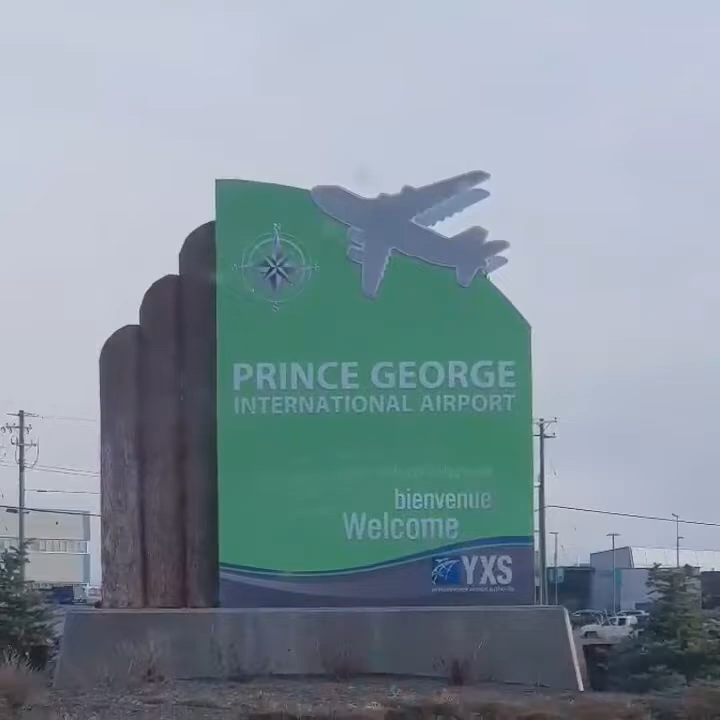 N
S
PRINCE GEORGE
INTERNATIONAL AIRPORT
bienvenue
Welcome
YXS